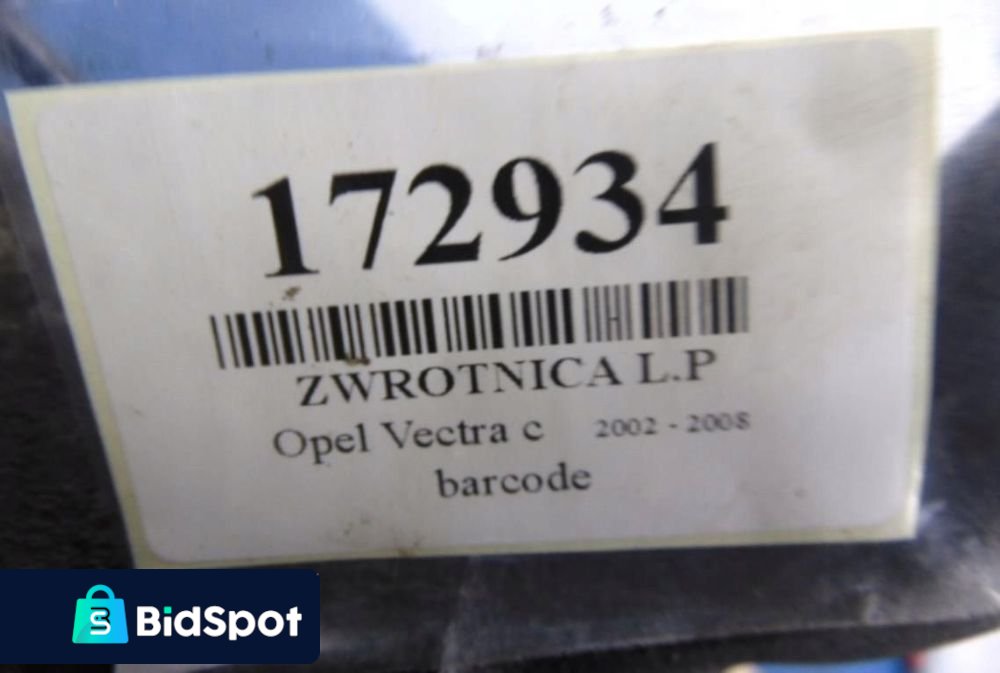 172934
ZWROTNICA L.P
Opel Vectra c 2002 - 2008
barcode
BidSpot